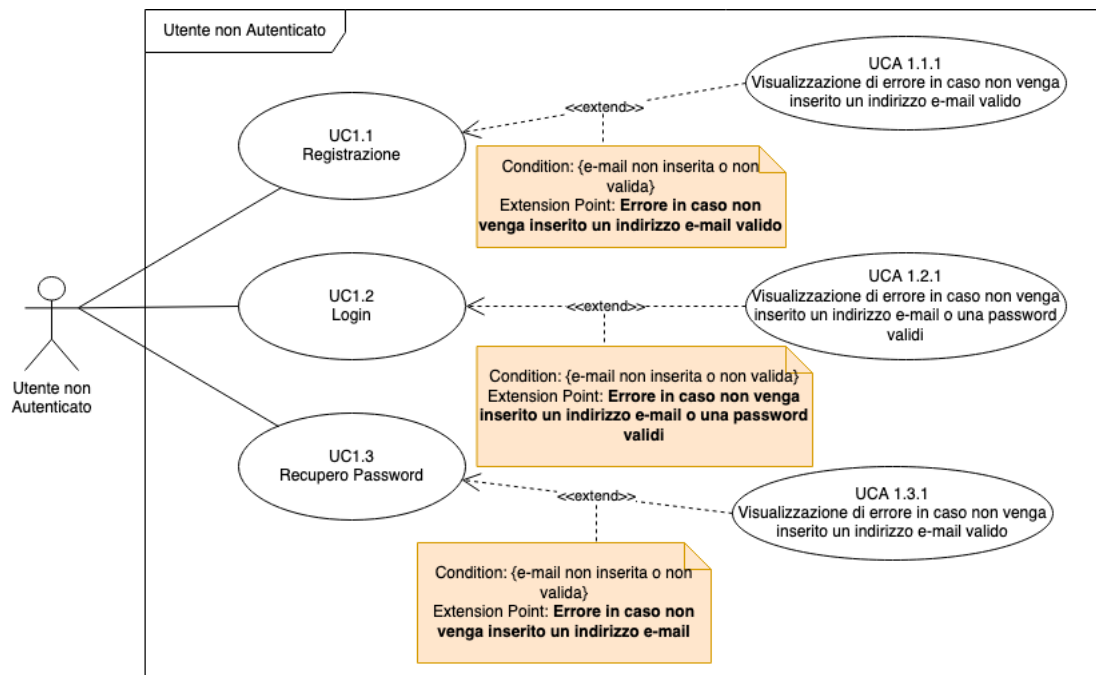 Utente non Autenticato
UCA 1.1.1
Visualizzazione di errore in caso non venga
inserito un indirizzo e-mail valido
<<extend>>
UC1.1
Registrazione
Condition: {e-mail non inserita o non
valida}
Extension Point: Errore in caso non
venga inserito un indirizzo e-mail valido
UCA 1.2.1
Visualizzazione di errore in caso non venga
inserito un indirizzo e-mail o una password
validi
<<extend>>
UC1.2
Login
Utente non
Autenticato
Condition: {e-mail non inserita o non valida}
Extension Point: Errore in caso non venga
inserito un indirizzo e-mail o una password
validi
UC1.3
Recupero Password
<<extend>>
UCA 1.3.1
Visualizzazione di errore in caso non venga
inserito un indirizzo e-mail valido
Condition: {e-mail non inserita o non
valida}
Extension Point: Errore in caso non
venga inserito un indirizzo e-mail